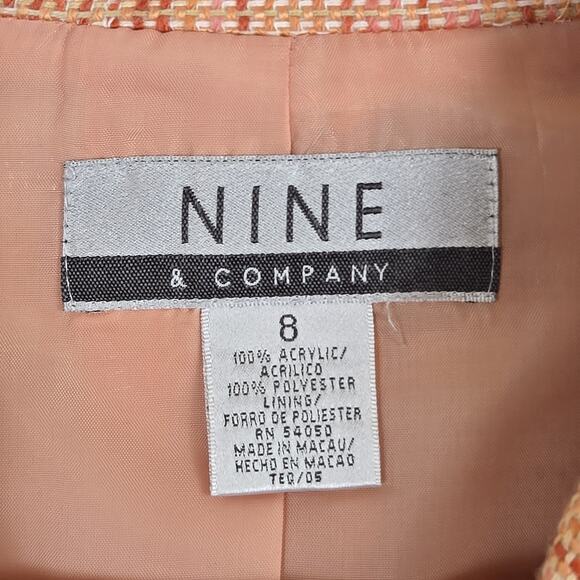 NINE
& COMPANY
8
100% ACRYLIC/
ACRILICO
100% POLYESTER
LINING/
FORRO DE POLIESTER
RN 54050
MADE IN MACAU/
HECHO EN MACAO
TEQ/05